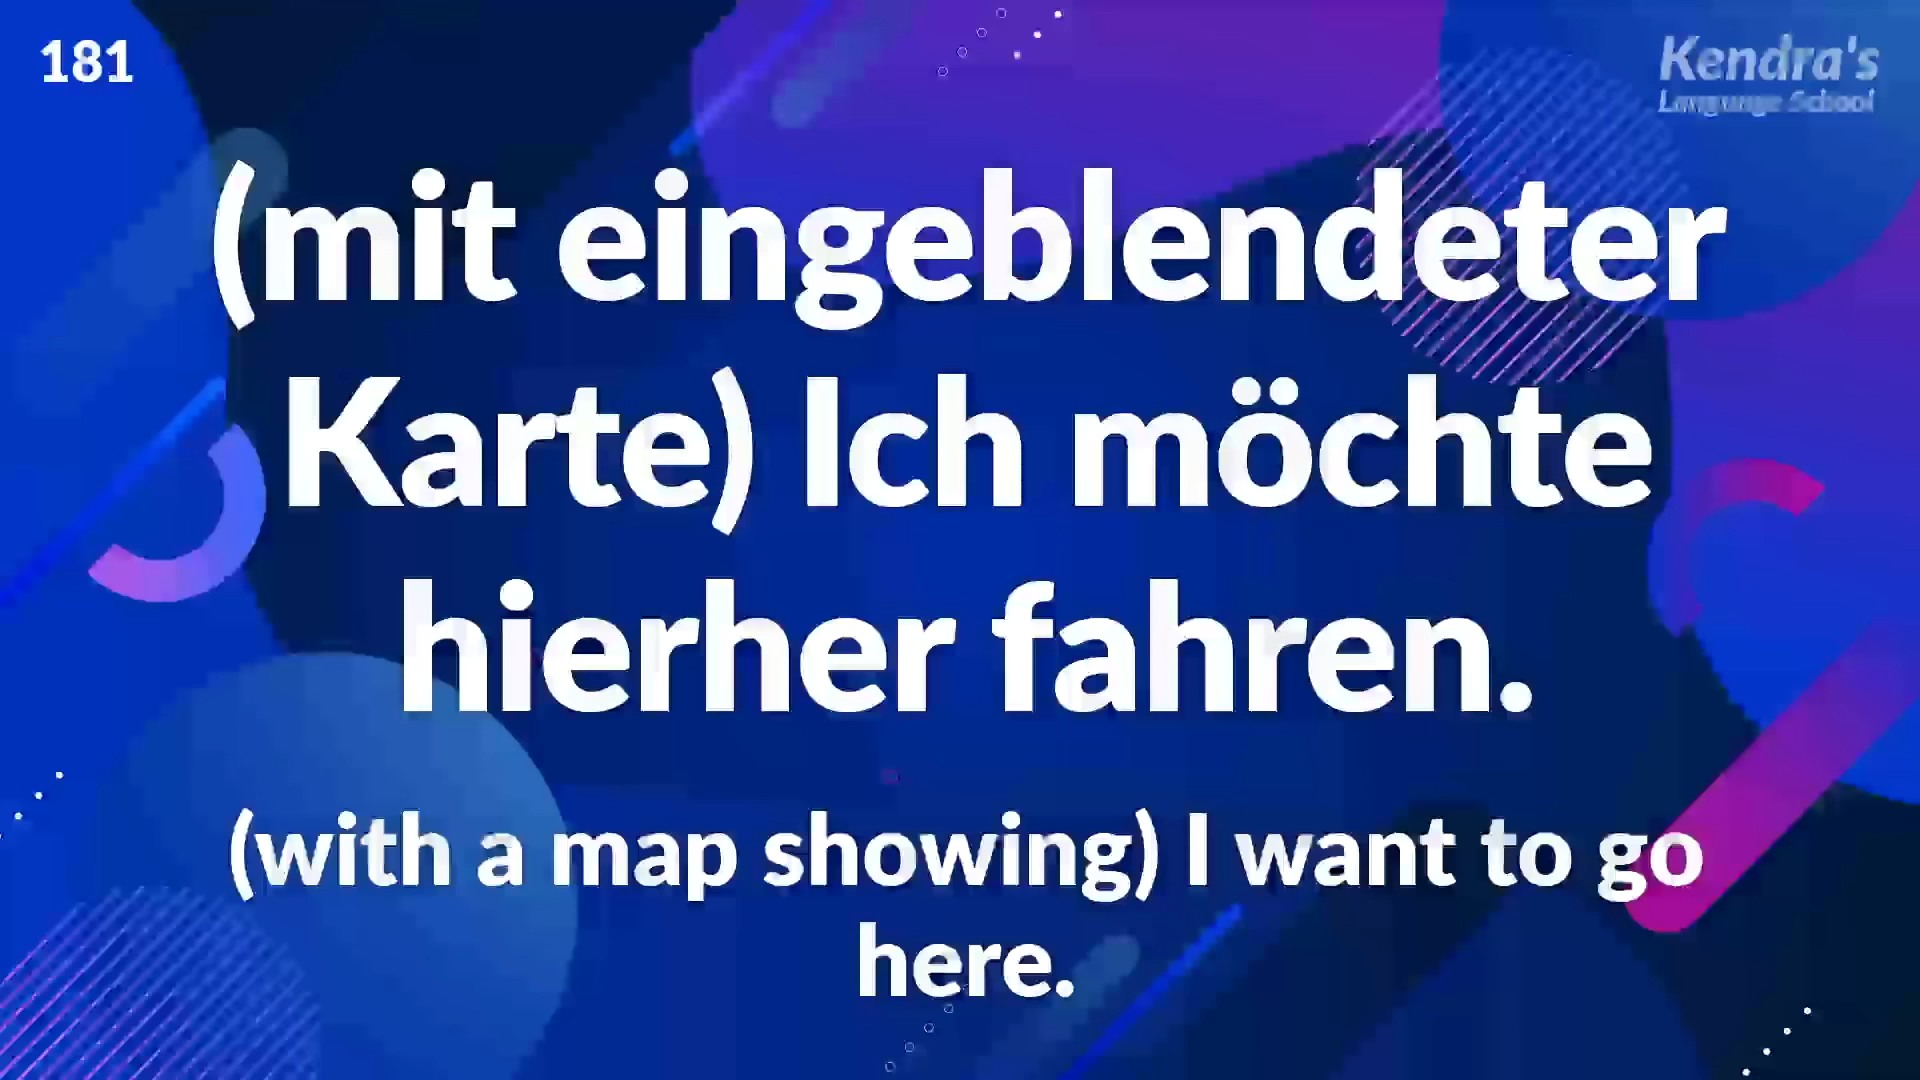 181
Kendra's
Language School
(mit eingeblendeter
Karte) Ich möchte
hierher fahren.
(with a map showing) I want to go
here.